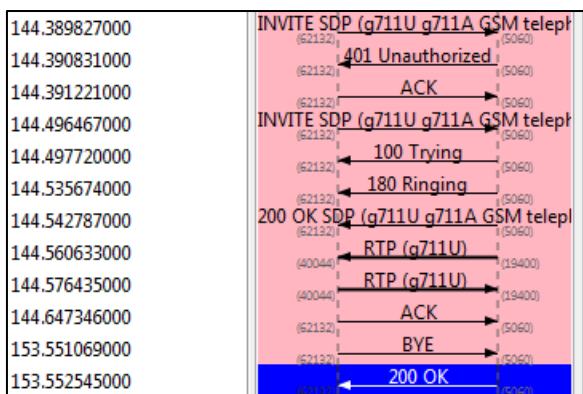 144.389827000 INVITE SDP (g711U g711A GSM teleph
(62132) (5060)
144.390831000 401 Unauthorized
(62132) (5060)
144.391221000 ACK
(62132) (5060)
144.496467000 INVITE SDP (g711U g711A GSM teleph
(62132) (5060)
144.497720000 100 Trying
(62132) (5060)
144.535674000 180 Ringing
(62132) (5060)
144.542787000 200 OK SDP (g711U g711A GSM teleph
(62132) (5060)
144.560633000 RTP (g711U)
(40044) (19400)
144.576435000 RTP (g711U)
(40044) (19400)
144.647346000 ACK
(62132) (5060)
153.551069000 BYE
(62132) (5060)
153.552545000 200 OK
(62132) (5060)